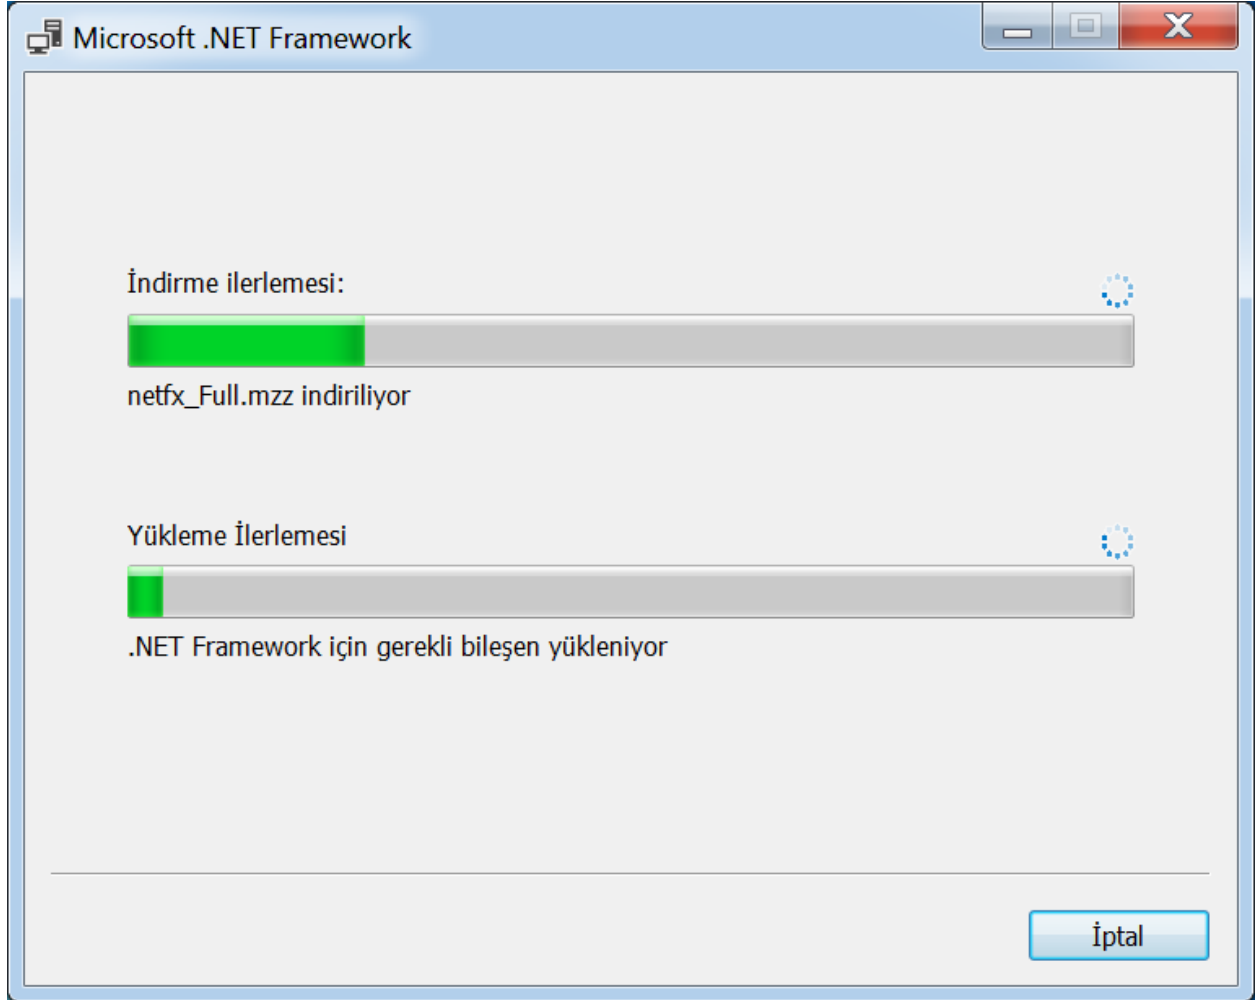 Microsoft .NET Framework
İndirme ilerlemesi:
netfx_Full.mzz indiriliyor
Yükleme İlerlemesi
.NET Framework için gerekli bileşen yükleniyor
İptal